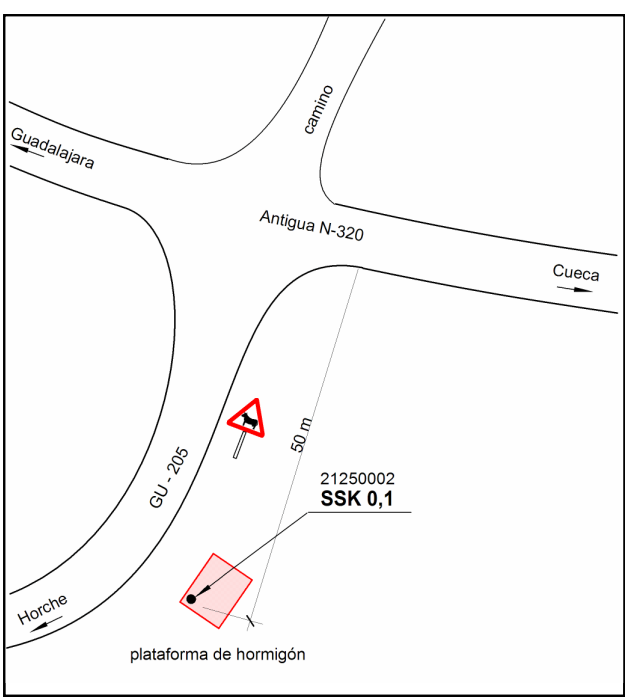 camino
Guadalajara
Antigua N-320
Cueca
50 m
GU - 205
21250002
SSK 0,1
Horche
plataforma de hormigón